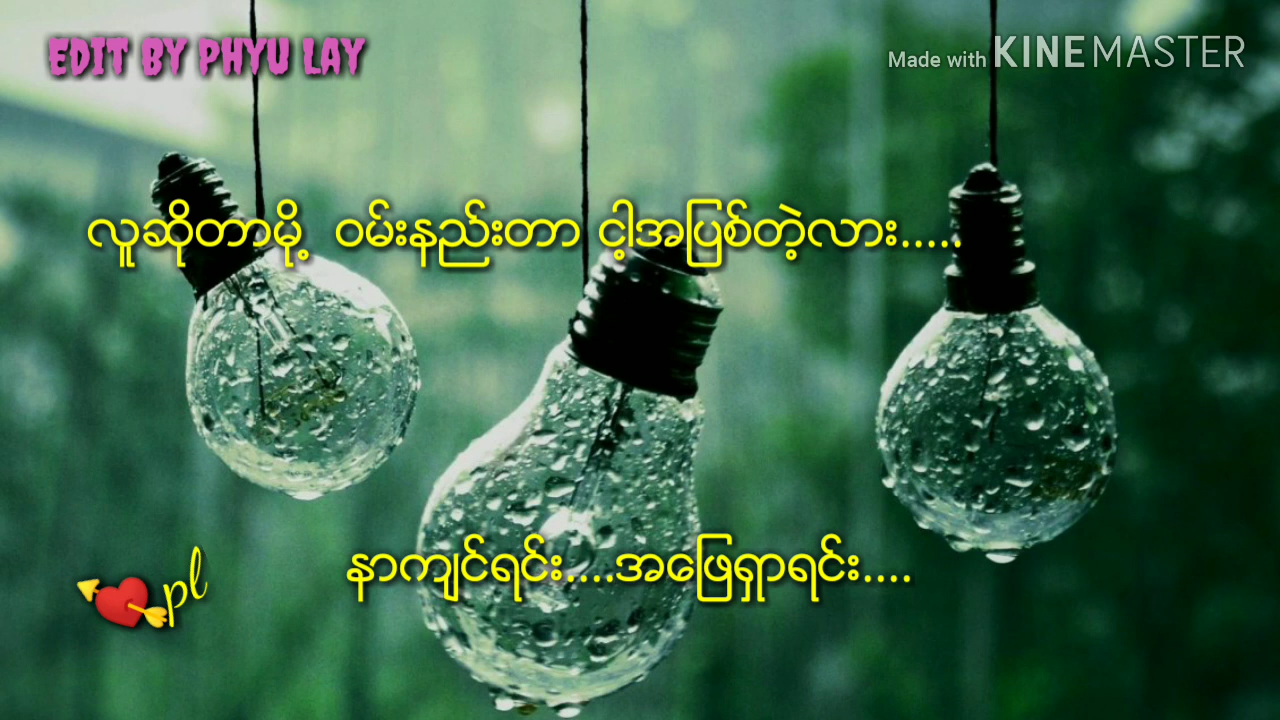 EDIT BY PHYU LAY
Made with KINEMASTER
လူဆိုတာမို့ ဝမ်းနည်းတာ ငါ့အပြစ်တဲ့လား.....
နာကျင်ရင်း....အဖြေရှာရင်း....
pl